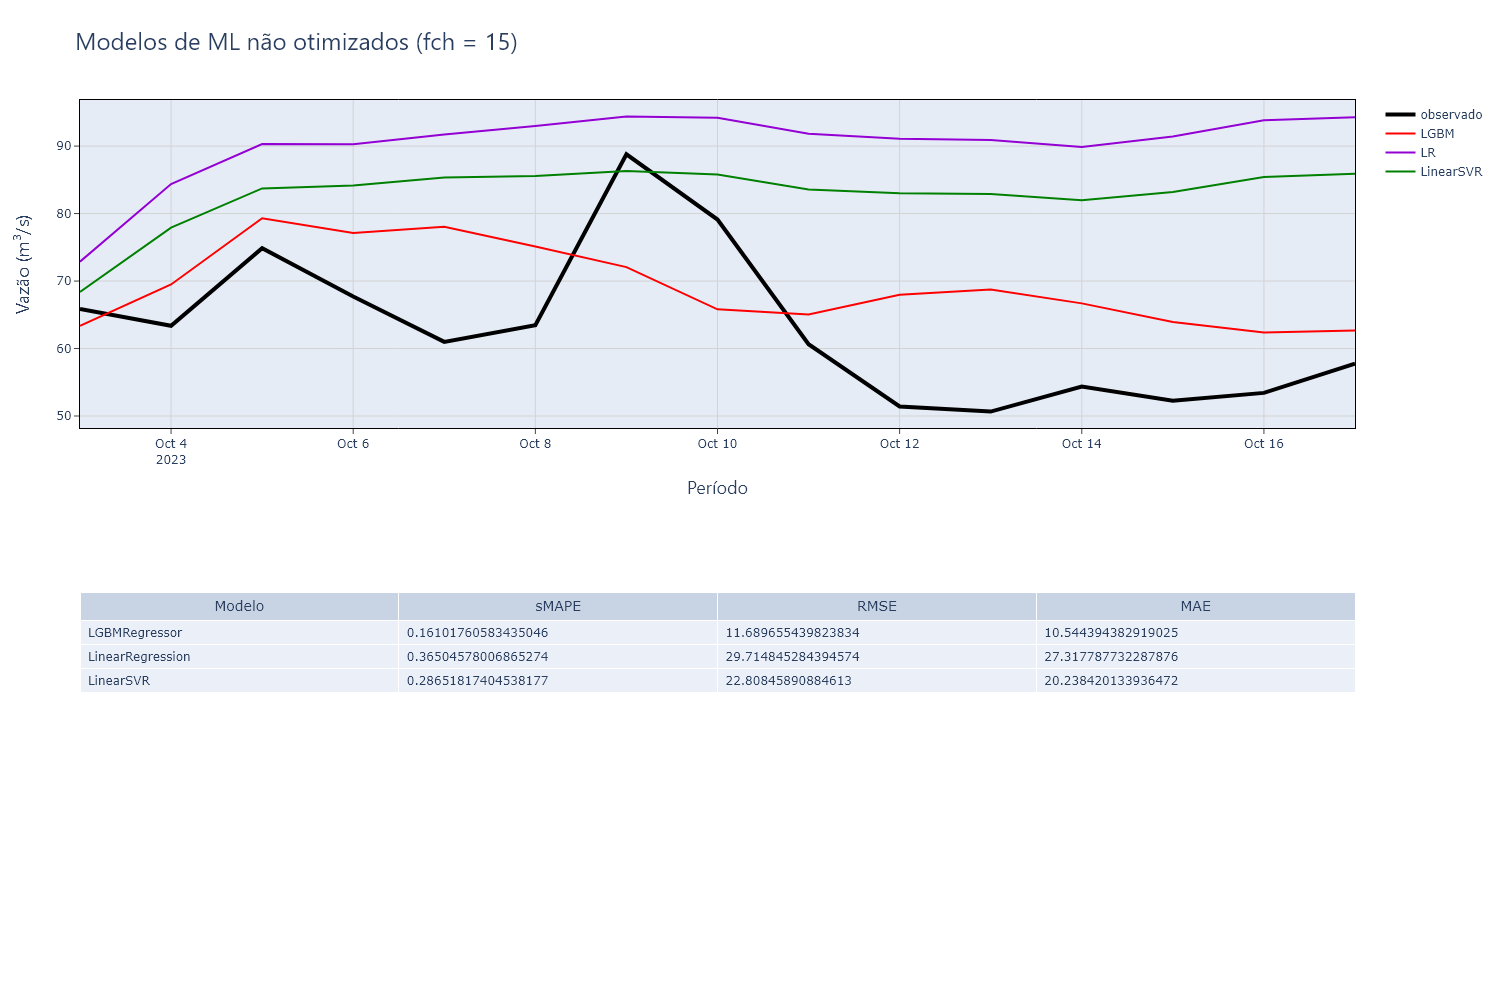 Modelos de ML não otimizados (fch = 15)
observado
LGBM
LR
LinearSVR
Vazão (m³/s)
90
80
70
60
50
Oct 4
2023
Oct 6
Oct 8
Oct 10
Oct 12
Oct 14
Oct 16
Período
Modelo sMAPE RMSE MAE
LGBMRegressor 0.16101760583435046 11.689655439823834 10.544394382919025
LinearRegression 0.36504578006865274 29.714845284394574 27.317787732287876
LinearSVR 0.28651817404538177 22.80845890884613 20.238420133936472